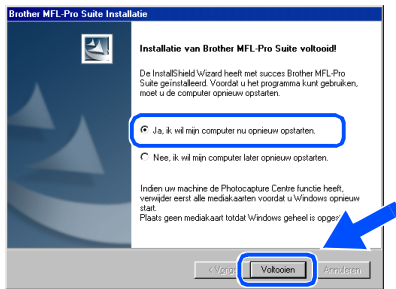 Brother MFL-Pro Suite Installatie
Installatie van Brother MFL-Pro Suite voltooid!
De InstallShield Wizard heeft met succes Brother MFL-Pro
Suite geïnstalleerd. Voordat u het programma kunt gebruiken,
moet u de computer opnieuw opstarten.
Ja, ik wil mijn computer nu opnieuw opstarten.
Nee, ik wil mijn computer later opnieuw opstarten.
Indien uw machine de Photocapture Centre functie heeft,
verwijder eerst alle mediakaarten voordat u Windows opnieuw
start.
Plaats geen mediakaart totdat Windows geheel is
Voltooien Annuleren